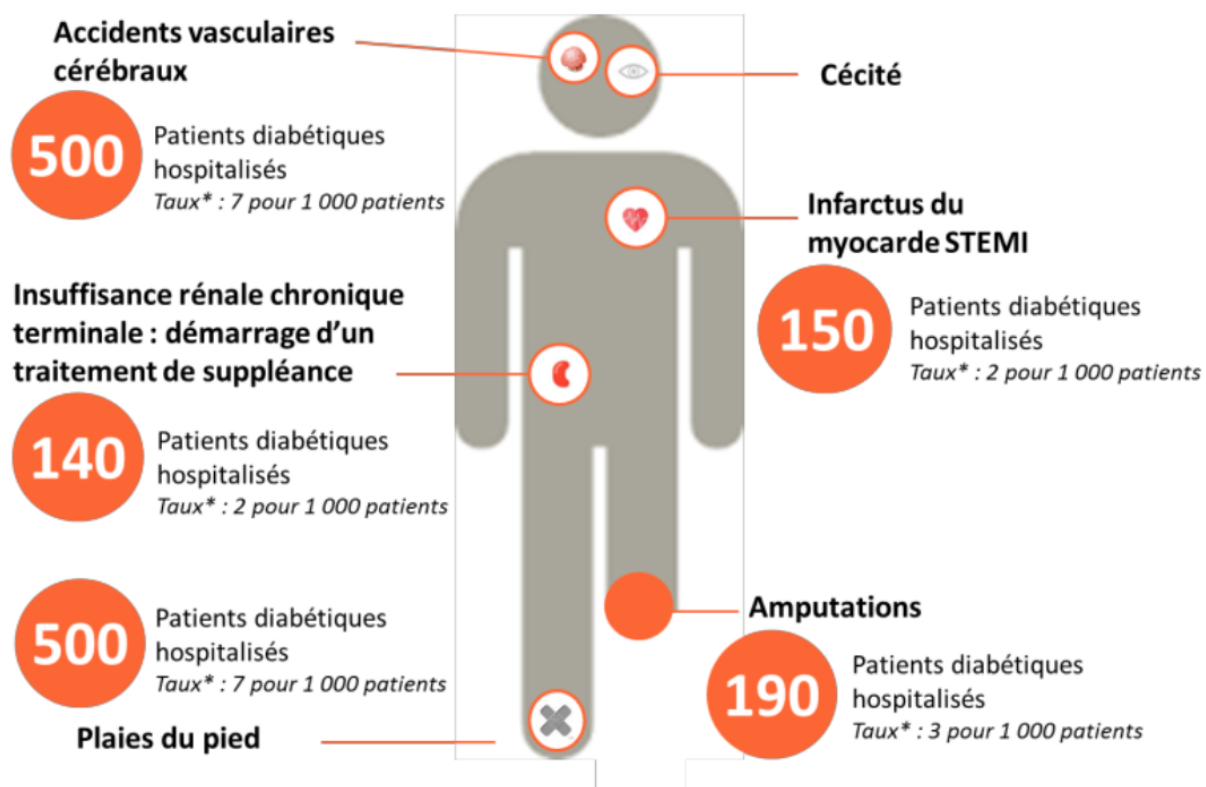 Accidents vasculaires
cérébraux
500
Patients diabétiques
hospitalisés
Taux* : 7 pour 1 000 patients
Cécité
Infarctus du
myocarde STEMI
150
Patients diabétiques
hospitalisés
Taux* : 2 pour 1 000 patients
Insuffisance rénale chronique
terminale : démarrage d’un
traitement de suppléance
140
Patients diabétiques
hospitalisés
Taux* : 2 pour 1 000 patients
500
Patients diabétiques
hospitalisés
Taux* : 7 pour 1 000 patients
Plaies du pied
Amputations
190
Patients diabétiques
hospitalisés
Taux* : 3 pour 1 000 patients